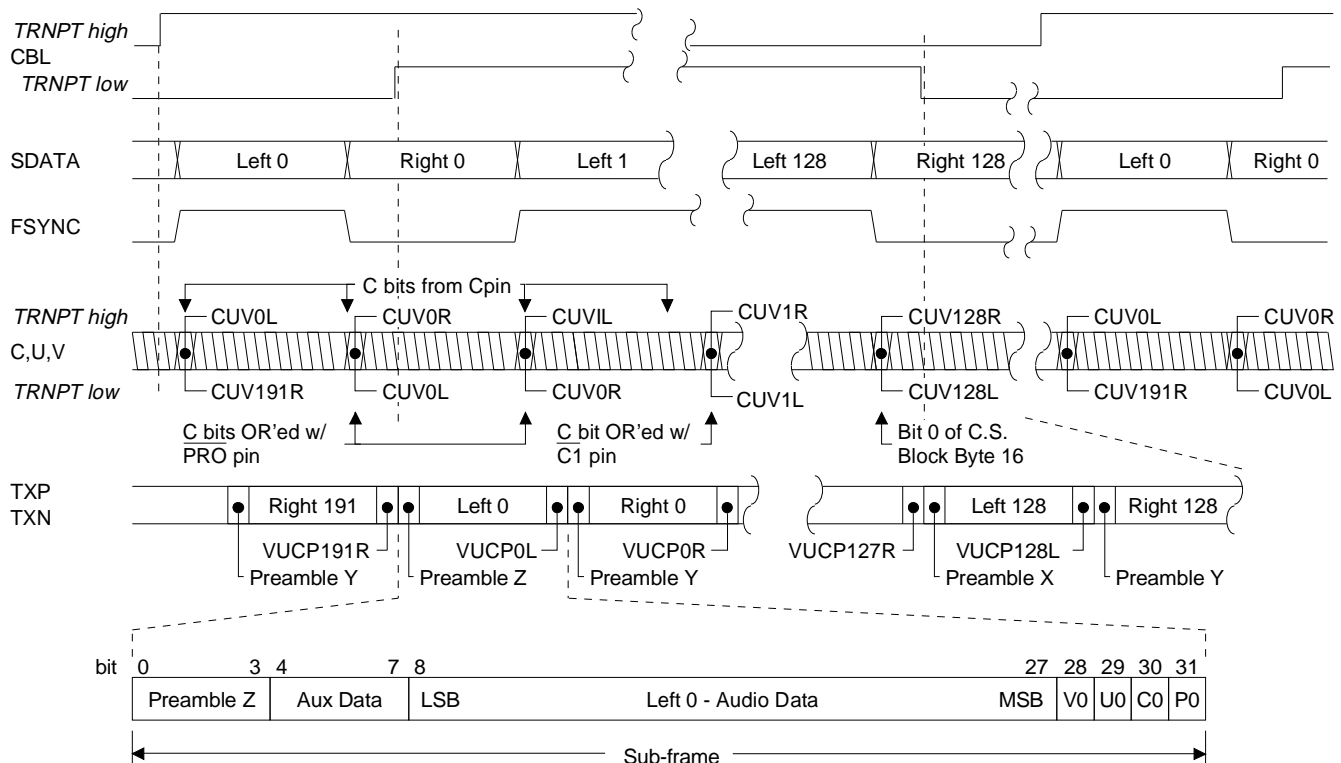 TRNPT high
CBL
TRNPT low
SDATA
Left 0
Right 0
Left 1
Left 128
Right 128
Left 0
Right 0
FSYNC
C bits from Cpin
TRNPT high
CUV0L
CUV0R
CUVIL
CUV1R
CUV128R
CUV0L
CUV0R
C,U,V
TRNPT low
CUV191R
CUV0L
CUV0R
CUV1L
CUV128L
CUV191R
CUV0L
C bits OR'ed w/
PRO pin
C bit OR'ed w/
C1 pin
Bit 0 of C.S.
Block Byte 16
TXP
TXN
Right 191
Left 0
Right 0
Left 128
Right 128
VUCP191R
VUCP0L
VUCP0R
VUCP127R
VUCP128L
Preamble Y
Preamble Z
Preamble Y
Preamble X
Preamble Y
bit 0 3 4 7 8 27 28 29 30 31
Preamble Z
Aux Data
LSB
Left 0 - Audio Data
MSB
V0
U0
C0
P0
Sub-frame